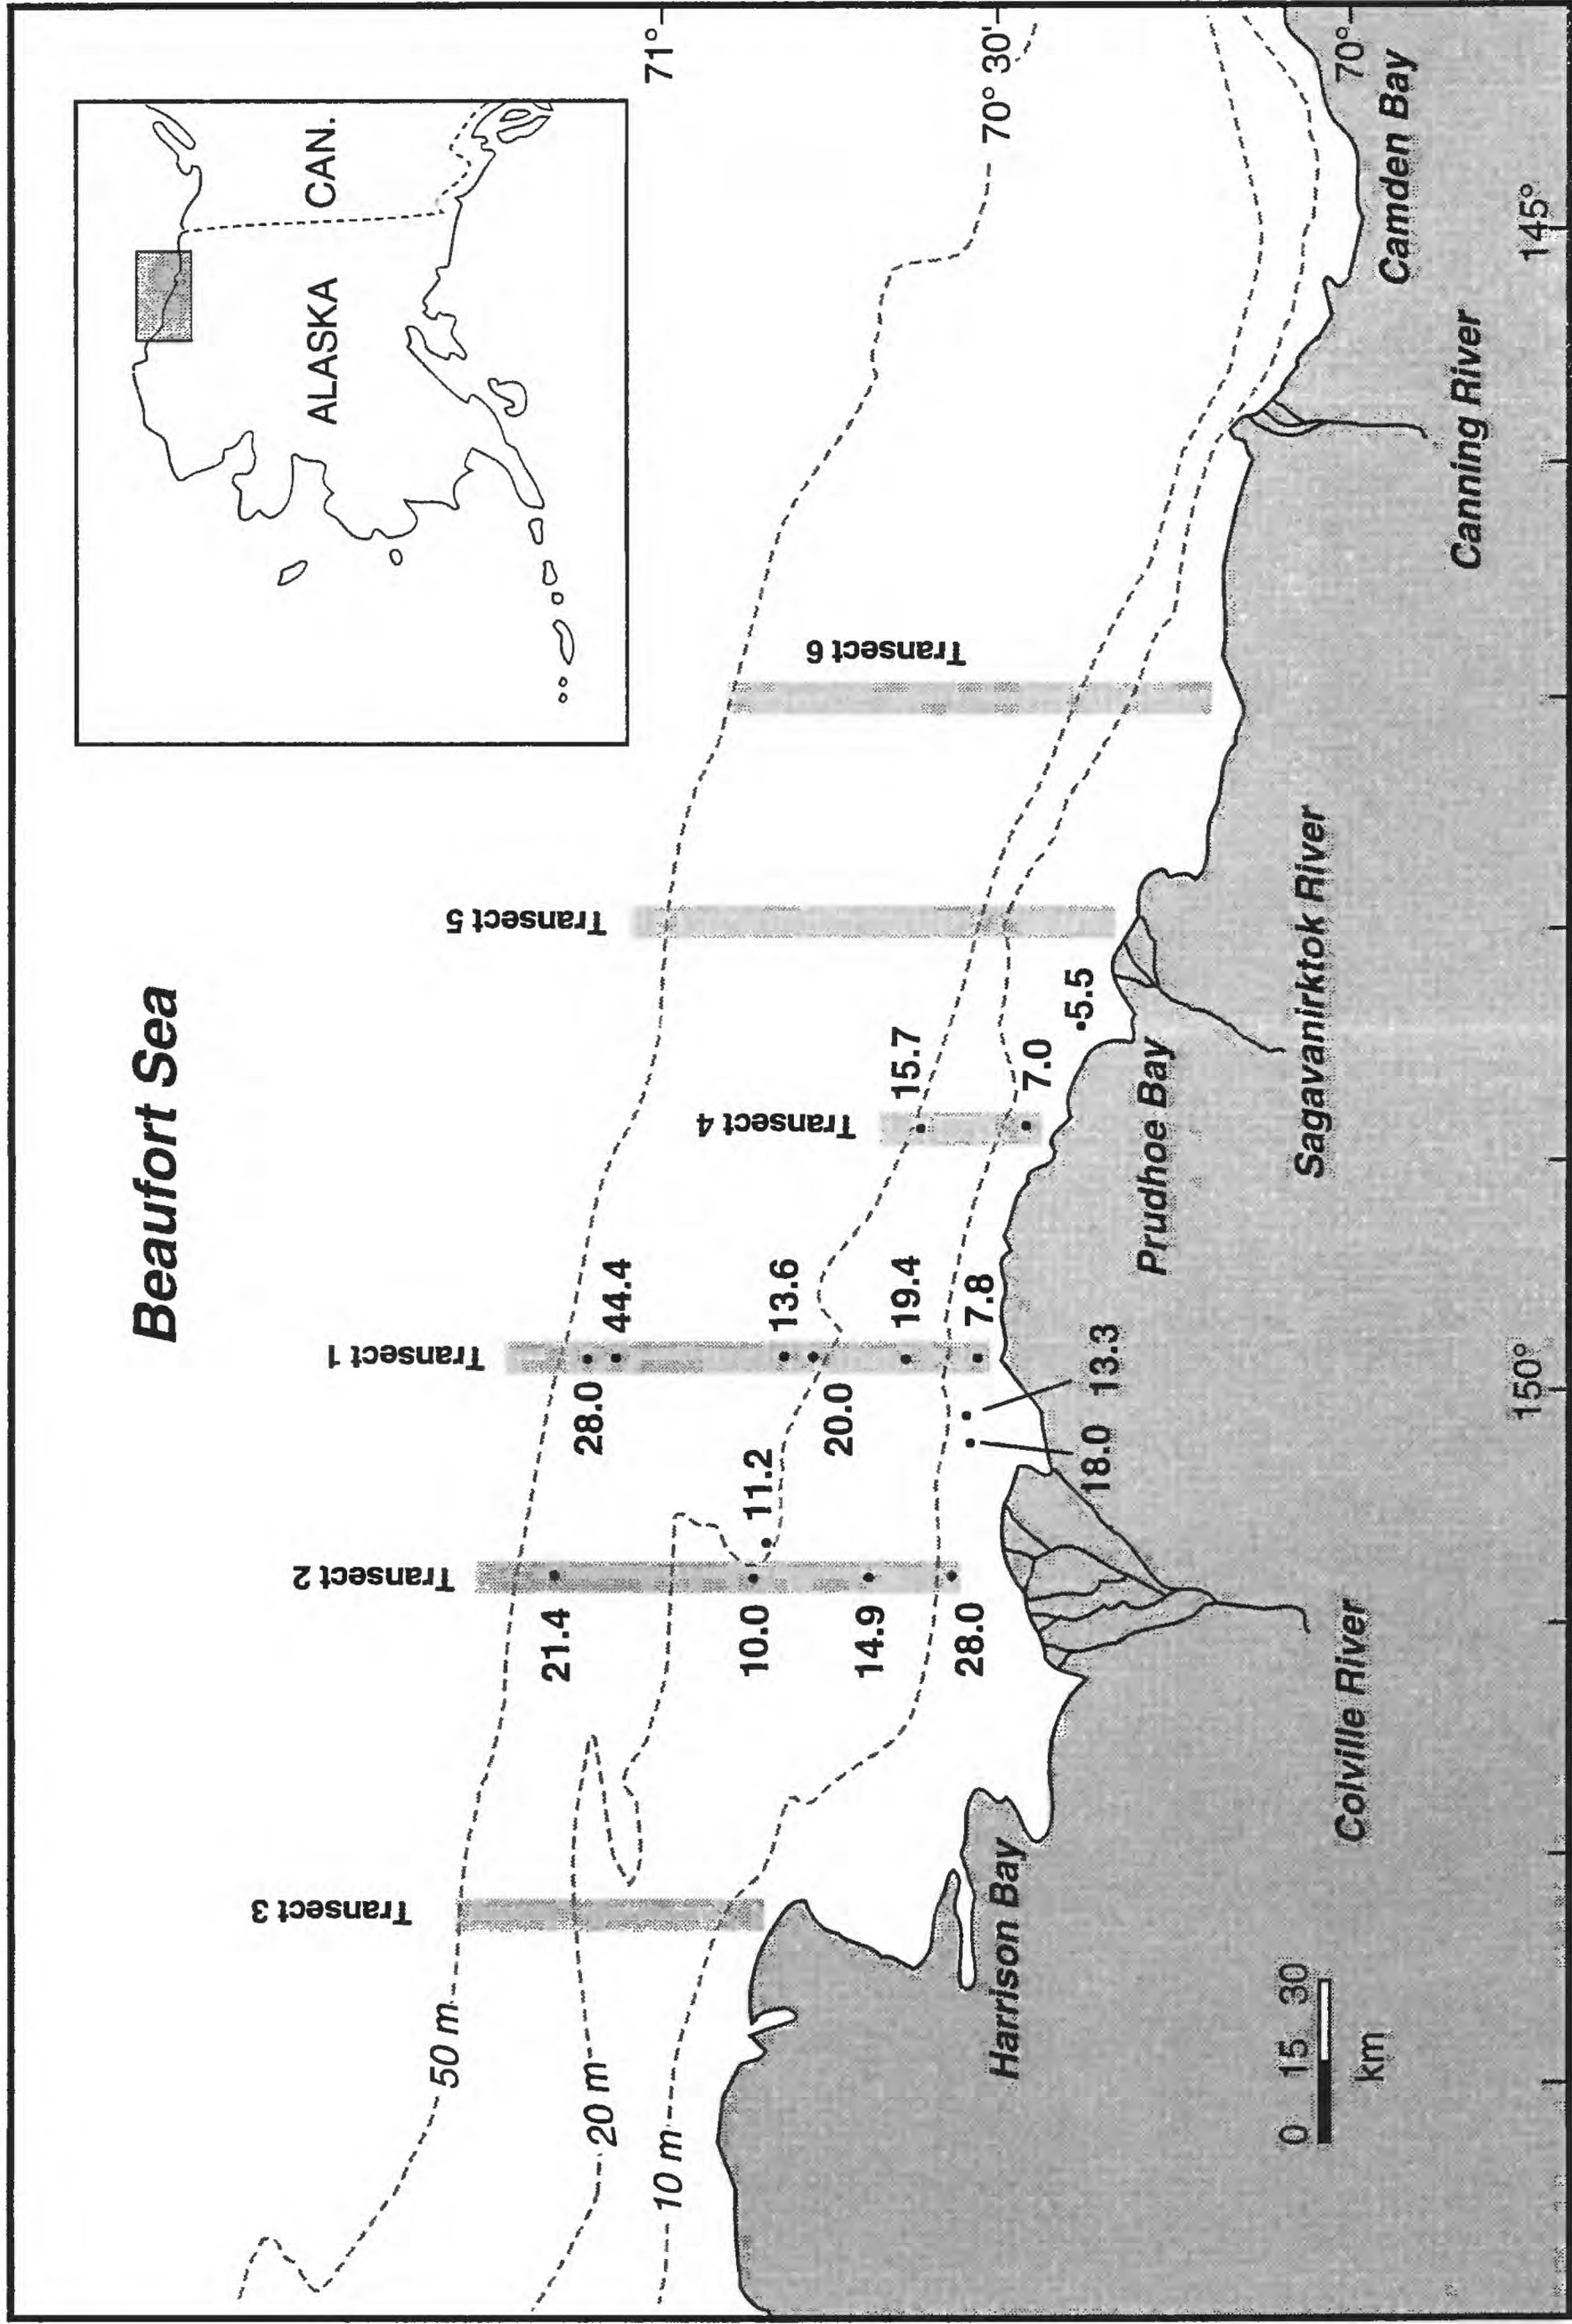 Beaufort Sea
ALASKA
CAN.
71°
70° 30'
70°
Transect 3
Transect 2
Transect 1
Transect 4
Transect 5
Transect 6
50 m
20 m
10 m
21.4
10.0
14.9
28.0
11.2
28.0
44.4
13.6
20.0
19.4
7.8
18.0
13.3
15.7
7.0
5.5
Harrison Bay
Colville River
Prudhoe Bay
Sagavanirktok River
Canning River
Camden Bay
0 15 30
km
150°
145°